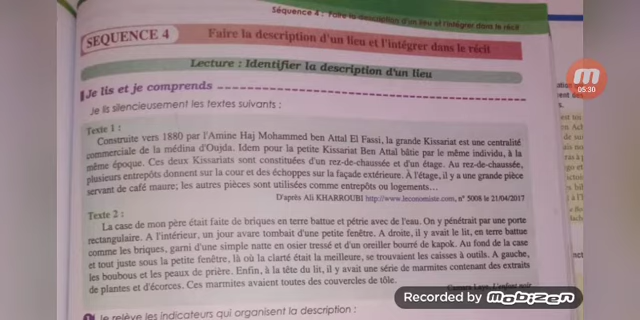 Séquence 4 : Faire la description d'un lieu et l'intégrer dans le récit
SEQUENCE 4
Faire la description d'un lieu et l'intégrer dans le récit
Lecture : Identifier la description d'un lieu
Je lis et je comprends
Je lis silencieusement les textes suivants :
Texte 1 :
Construite vers 1880 par l'Amine Haj Mohammed ben Attal El Fassi, la grande Kissariat est une centralité
commerciale de la médina d'Oujda. Idem pour la petite Kissariat Ben Attal bâtie par le même individu, à la
même époque. Ces deux Kissariats sont constituées d'un rez-de-chaussée et d'un étage. Au rez-de-chaussée,
plusieurs entrepôts donnent sur la cour et des échoppes sur la façade extérieure. A l'étage, il y a une grande pièce
servant de café maure; les autres pièces sont utilisées comme entrepôts ou logements...
D'après Ali KHARROUBI http://www.leconomiste.com, n° 5008 le 21/04/2017
Texte 2 :
La case de mon père était faite de briques en terre battue et pétrie avec de l'eau. On y pénétrait par une porte
rectangulaire. A l'intérieur, un jour avare tombait d'une petite fenêtre. A droite, il y avait le lit, en terre battue
comme les briques, garni d'une simple natte en osier tressé et d'un oreiller bourré de kapok. Au fond de la case
et tout juste sous la petite fenêtre, là où la clarté était la meilleure, se trouvaient les caisses à outils. A gauche,
les boubous et les peaux de prière. Enfin, à la tête du lit, il y avait une série de marmites contenant des extraits
de plantes et d'écorces. Ces marmites avaient toutes des couvercles de tôle.
Je relève les indicateurs qui organisent la description :
05:30
Recorded by mobizen